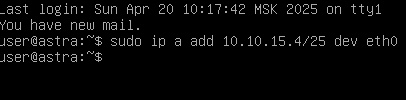 Last login: Sun Apr 20 10:17:42 MSK 2025 on tty1
You have new mail.
user@astra:~$ sudo ip a add 10.10.15.4/25 dev eth0
user@astra:~$